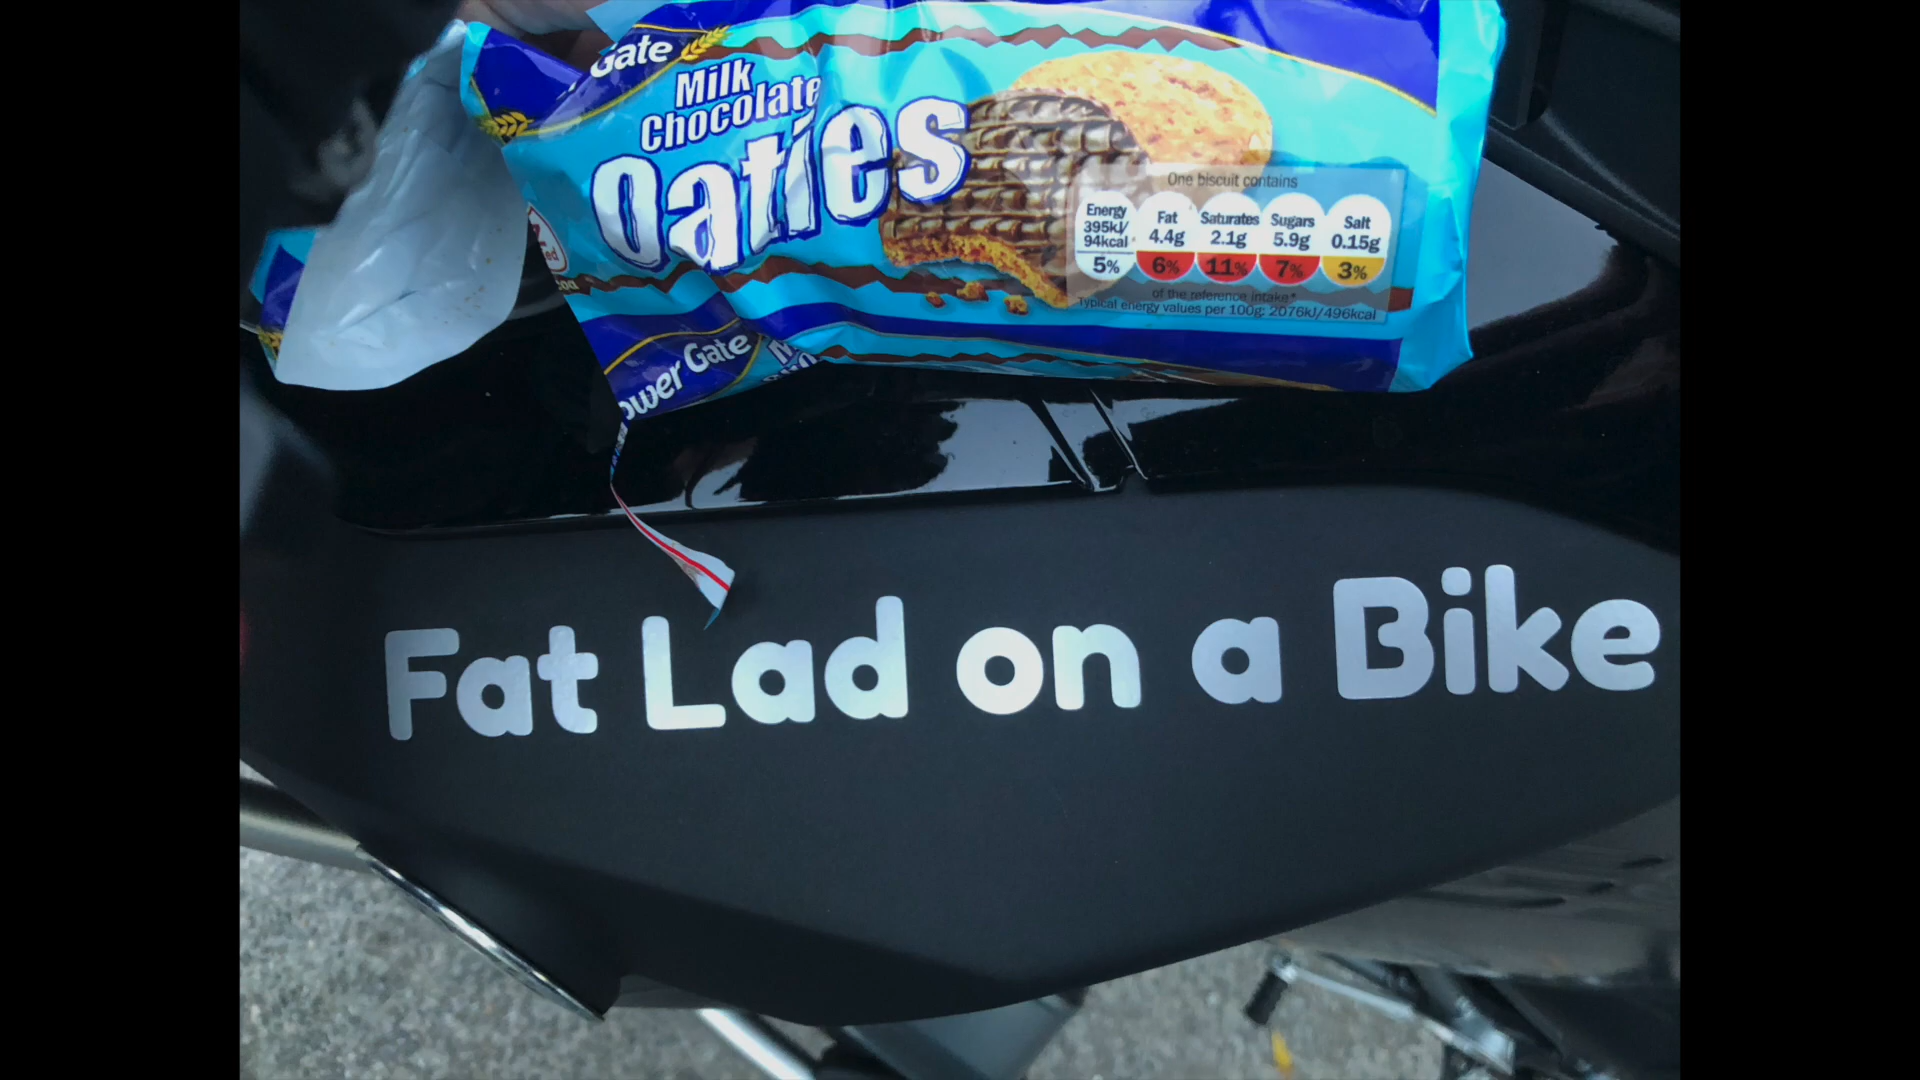 Gate
Milk
Chocolate
Oaties
One biscuit contains
Energy 395kJ/ 94kcal 5%
Fat 4.4g 6%
Saturates 2.1g 11%
Sugars 5.9g 7%
Salt 0.15g 3%
of the reference intake*
Typical energy values per 100g: 2076kJ/496kcal
ower Gate
Fat Lad on a Bike